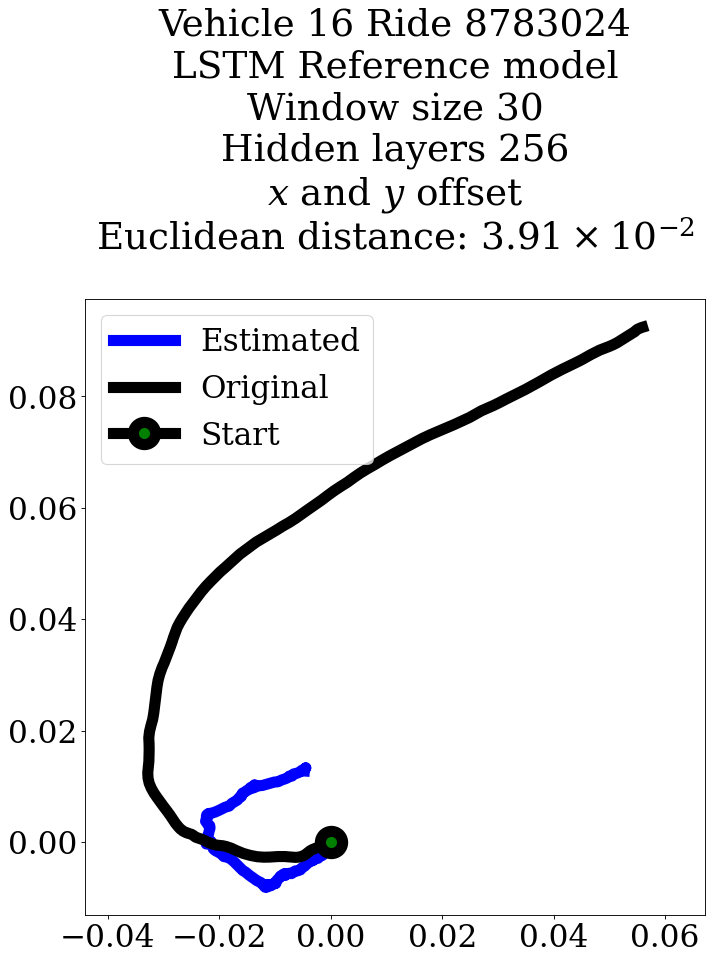 Vehicle 16 Ride 8783024
LSTM Reference model
Window size 30
Hidden layers 256
x and y offset
Euclidean distance: 3.91 × 10⁻²
Estimated
Original
Start
0.08
0.06
0.04
0.02
0.00
−0.04 −0.02 0.00 0.02 0.04 0.06